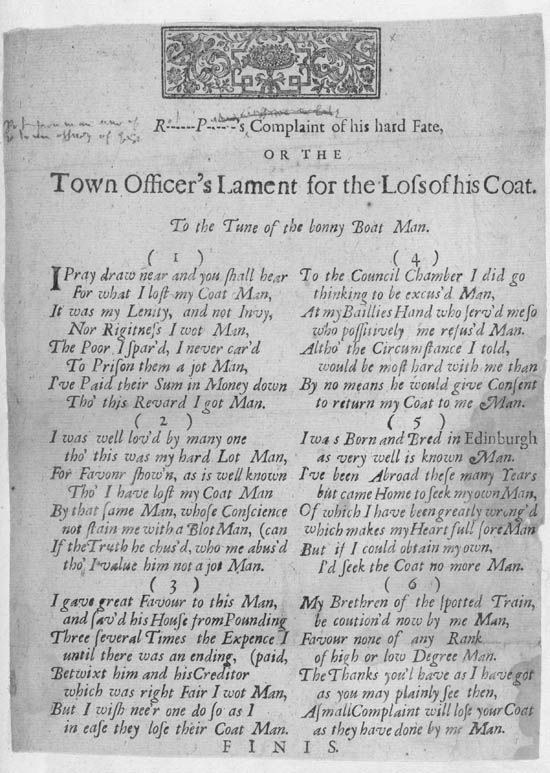 R-----P-----'s Complaint of his hard Fate,
OR THE
Town Officer's Lament for the Loſs of his Coat.
To the Tune of the bonny Boat Man.
( 1 )
I Pray draw near and you ſhall hear
For what I loſt my Coat Man,
It was my Lenity, and not Invy,
Nor Rigitneſs I wot Man,
The Poor I ſpar'd, I never car'd
To Priſon them a jot Man,
I've Paid their Sum in Money down
Tho' this Revard I got Man.
( 2 )
I was well lov'd by many one
tho' this was my hard Lot Man,
For Favonr ſhow'n, as is well known
Tho' I have loſt my Coat Man
By that ſame Man, whose Conſcience
not ſtain me with a Blot Man, (can
If the Truth he chus'd, who me abus'd
tho' I value him not a jot Man.
( 3 )
I gave great Favour to this Man,
and ſav'd his Houſe from Pounding
Three ſeveral Times the Expence I
until there was an ending, (paid,
Betwixt him and his Creditor
which was right Fair I wot Man,
But I wiſh nee'r one do ſo as I
in eaſe they loſe their Coat Man.
( 4 )
To the Council Chamber I did go
thinking to be excus'd Man,
At my Baillies Hand who ſerv'd me ſo
who poſſitively me refus'd Man.
Altho' the Circumſtance I told,
would be moſt hard with me than
By no means he would give Conſent
to return my Coat to me Man.
( 5 )
I was Born and Bred in Edinburgh
as very well is known Man.
I've been Abroad theſe many Years
but came Home to ſeek my own Man,
Of which I have been greatly wrong'd
which makes my Heart full ſore Man
But if I could obtain my own,
I'd ſeek the Coat no more Man.
( 6 )
My Brethren of the ſpotted Train,
be coution'd now by me Man,
Favour none of any Rank
of high or low Degree Man.
The Thanks you'l have as I have got
as you may plainly ſee then,
A ſmall Complaint will loſe your Coat
as they have done by me Man.
FINIS.